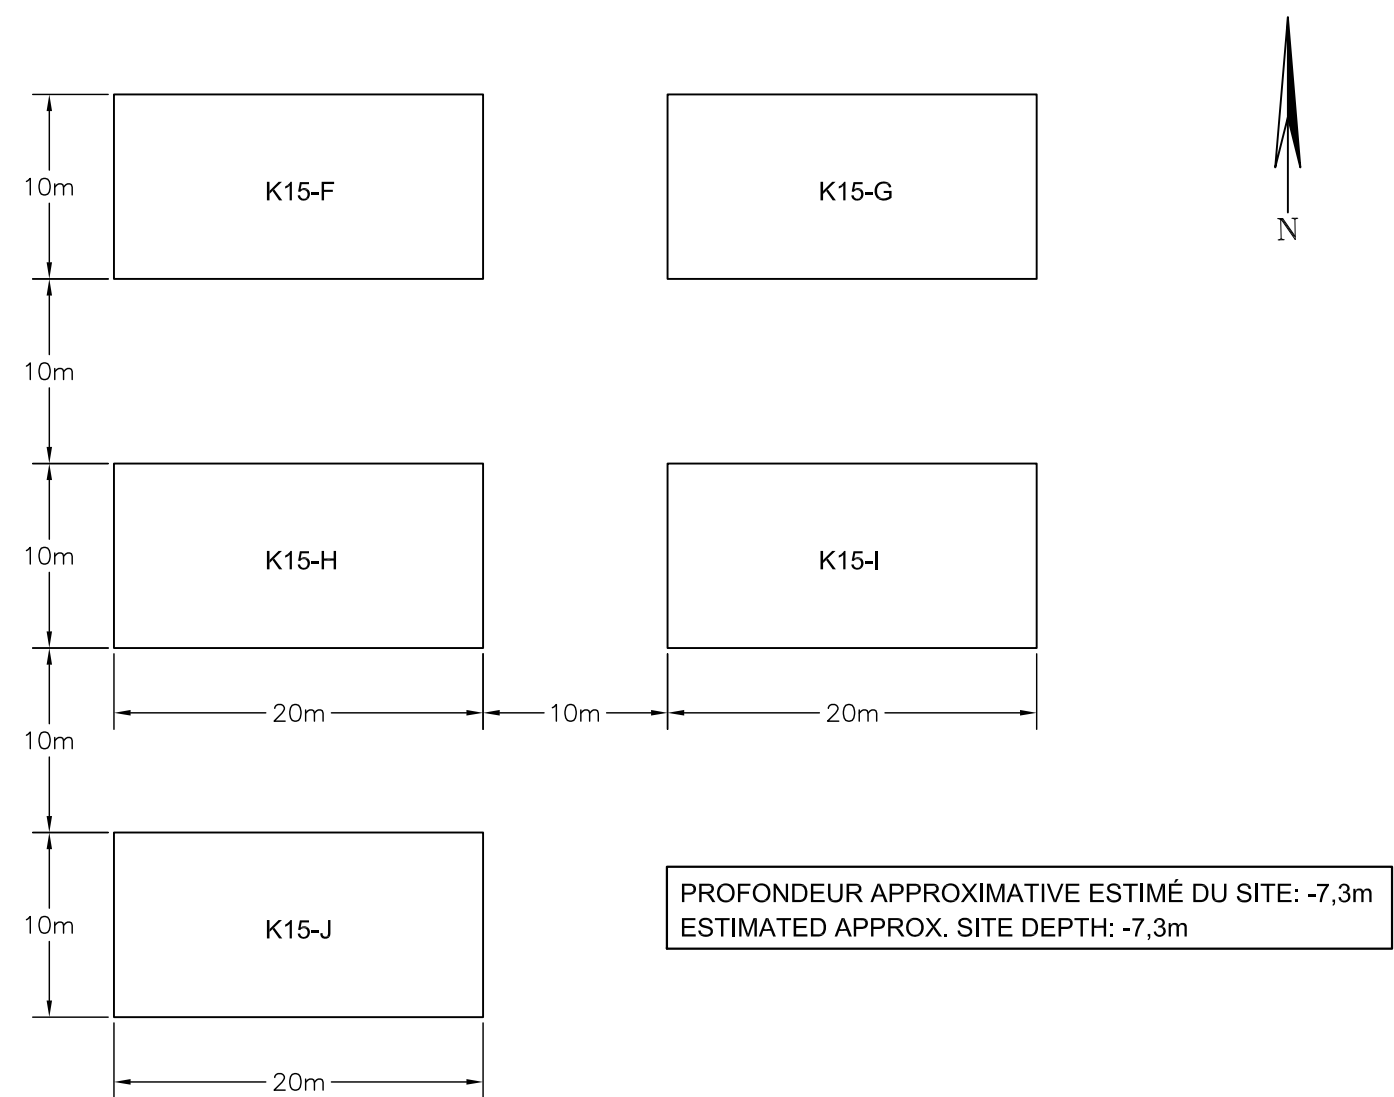 10m
K15-F
K15-G
N
10m
10m
K15-H
K15-I
20m
10m
20m
10m
10m
K15-J
PROFONDEUR APPROXIMATIVE ESTIMÉ DU SITE: -7,3m
ESTIMATED APPROX. SITE DEPTH: -7,3m
20m